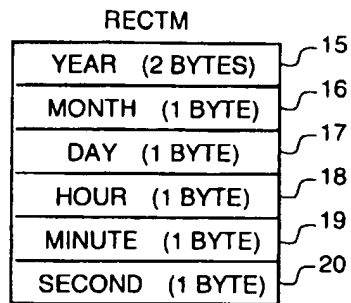 RECTM
YEAR (2 BYTES) 15
MONTH (1 BYTE) 16
DAY (1 BYTE) 17
HOUR (1 BYTE) 18
MINUTE (1 BYTE) 19
SECOND (1 BYTE) 20